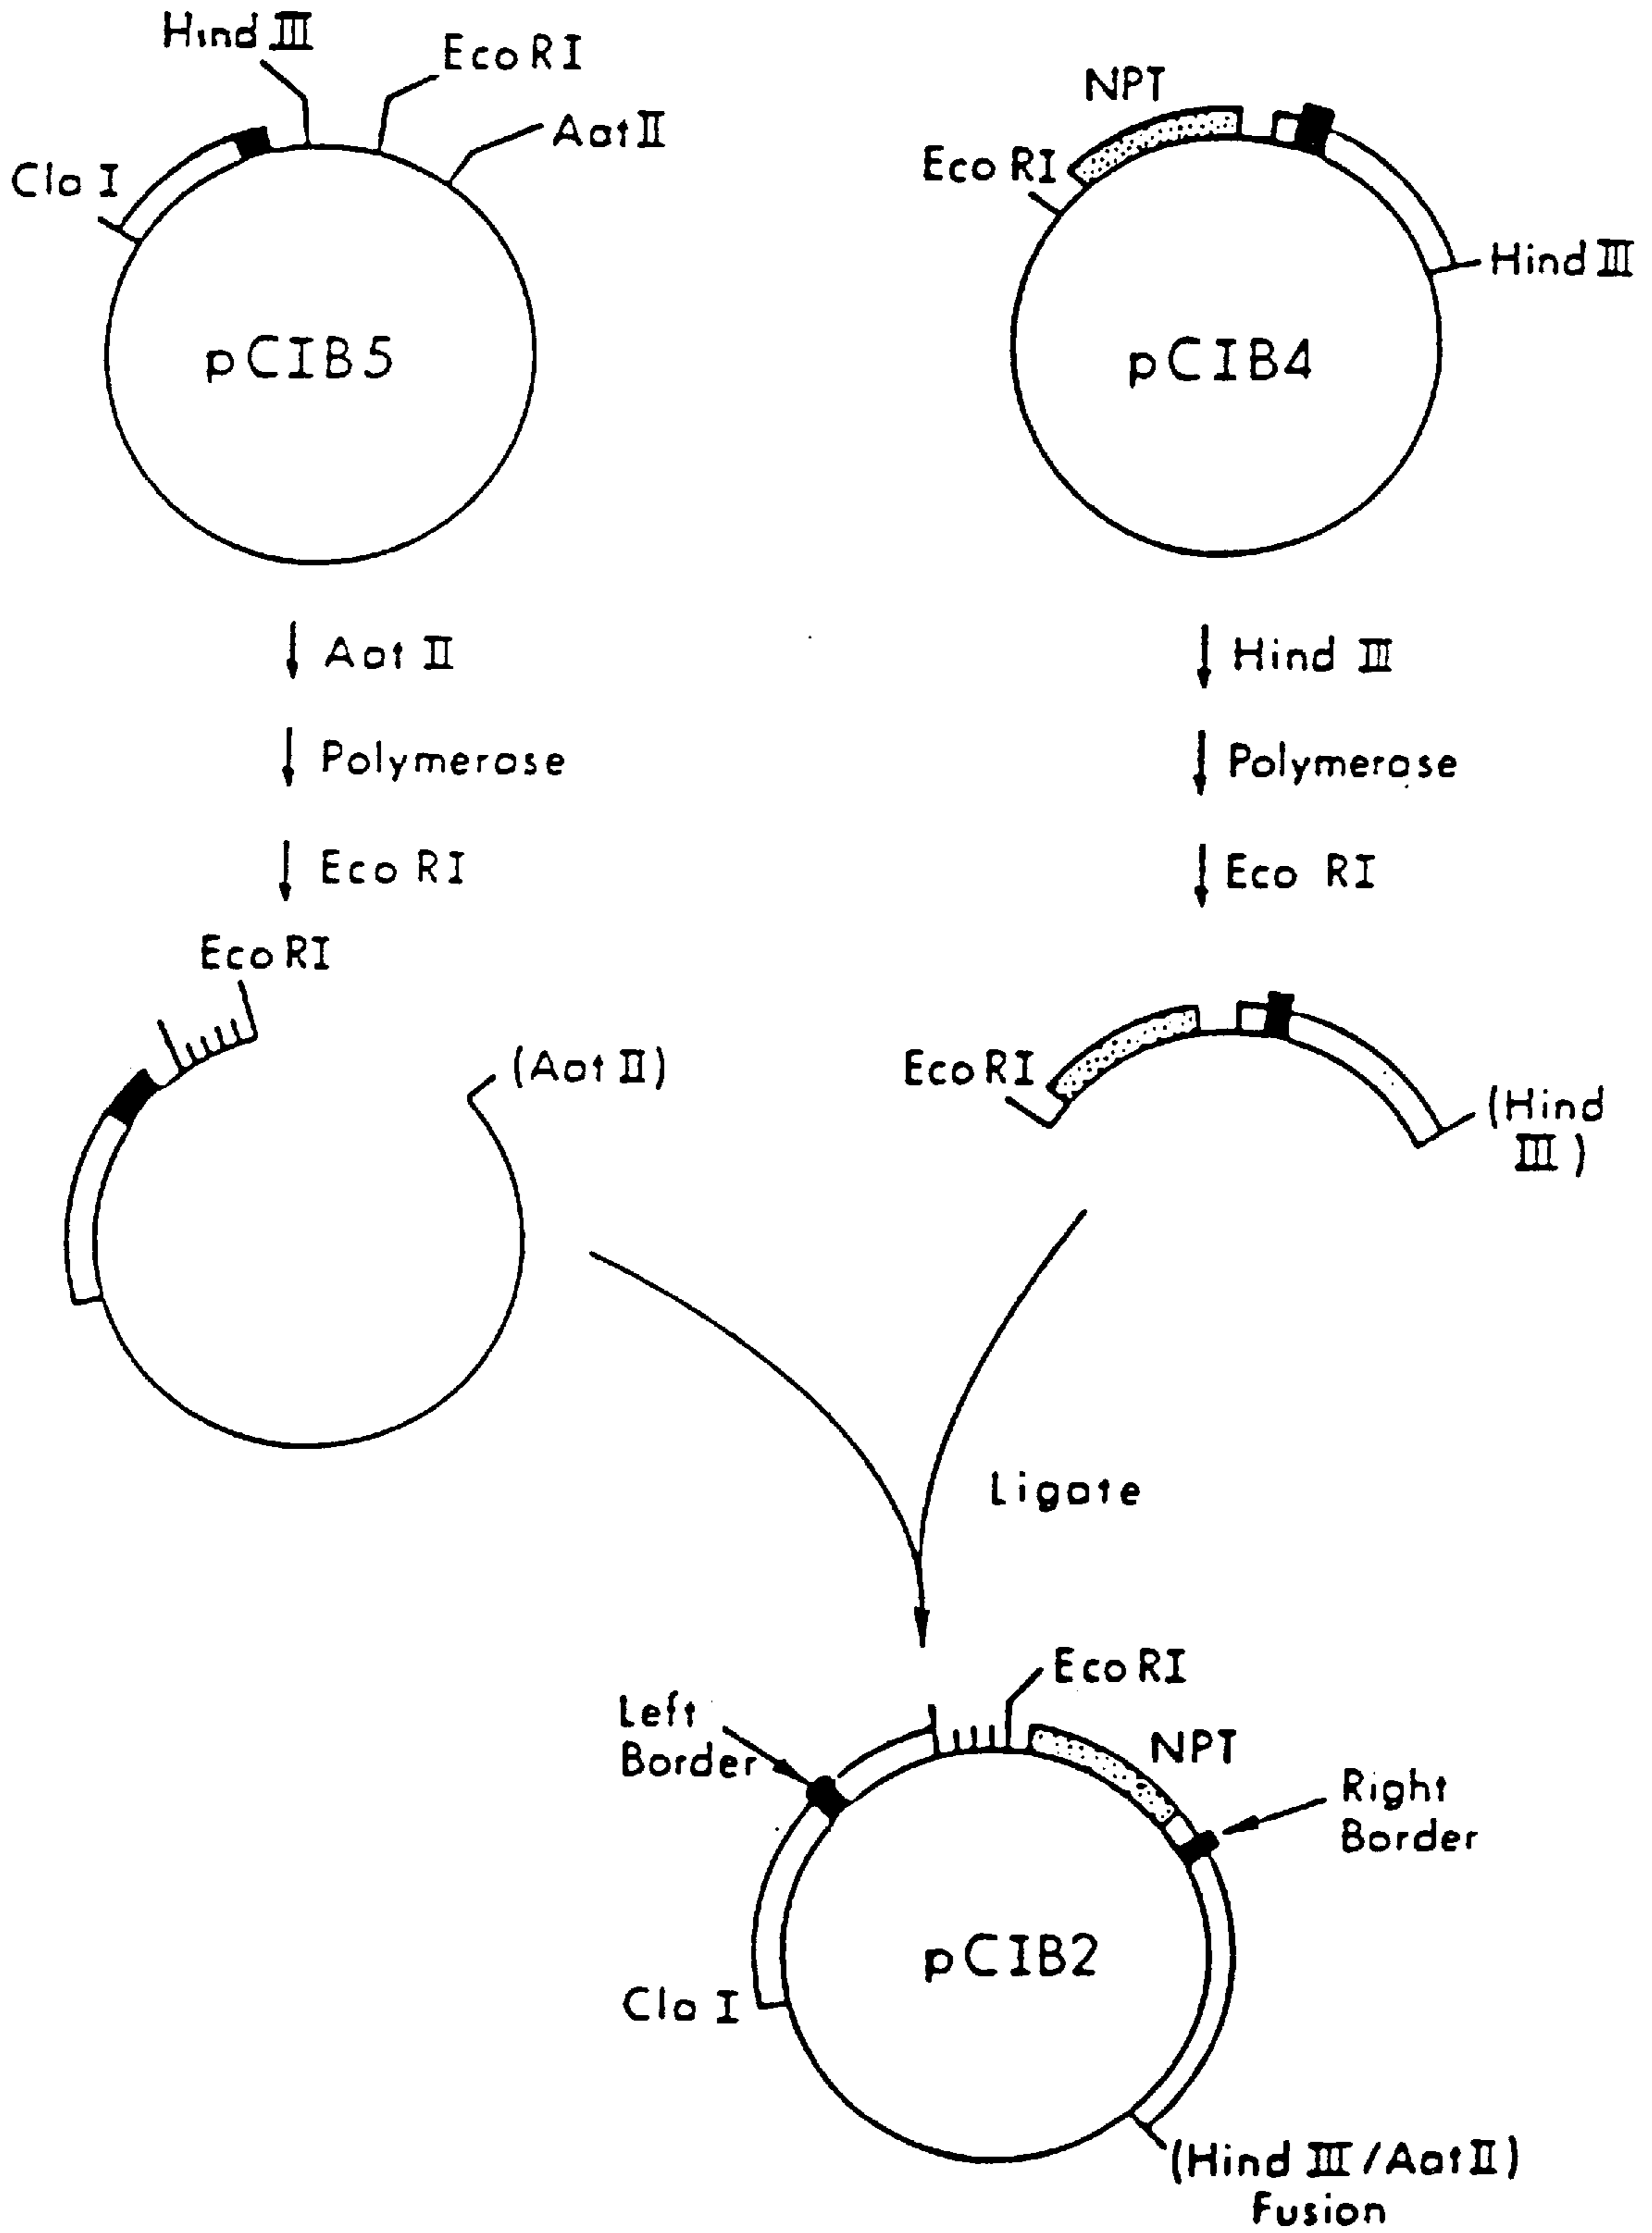 Hind III
Eco RI
Aat II
Cla I
pCIB5
NPT
Eco RI
Hind III
pCIB4
Aat II
Polymerase
Eco RI
Hind III
Polymerase
Eco RI
Eco RI
(Aat II)
Eco RI
(Hind
III)
Ligate
Eco RI
Left
Border
NPT
Right
Border
pCIB2
Cla I
(Hind III/Aat II)
Fusion